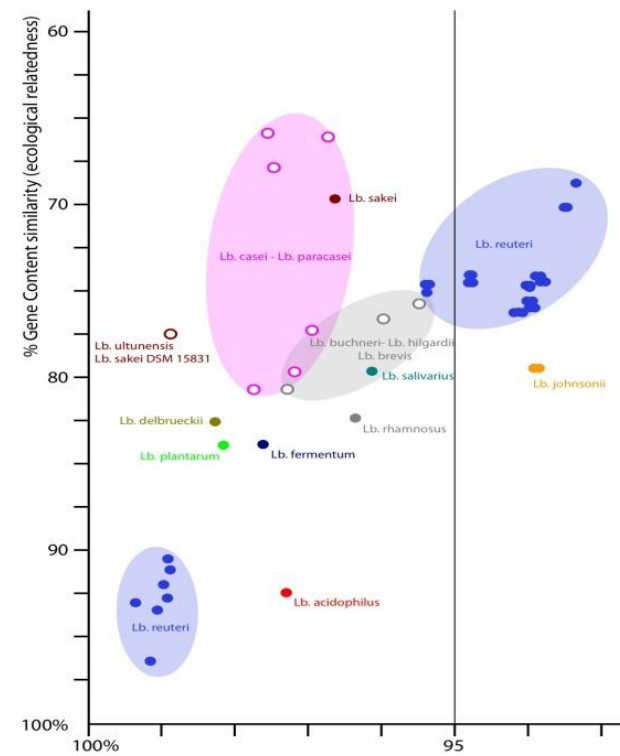 60
% Gene Content similarity (ecological relatedness)
70
Lb. sakei
Lb. reuteri
Lb. casei - Lb. paracasei
Lb. buchneri- Lb. hilgardii
Lb. brevis
Lb. ultunensis
Lb. sakei DSM 15831
80
Lb. salivarius
Lb. johnsonii
Lb. delbrueckii
Lb. rhamnosus
Lb. plantarum
Lb. fermentum
90
Lb. acidophilus
Lb. reuteri
100%
100%
95